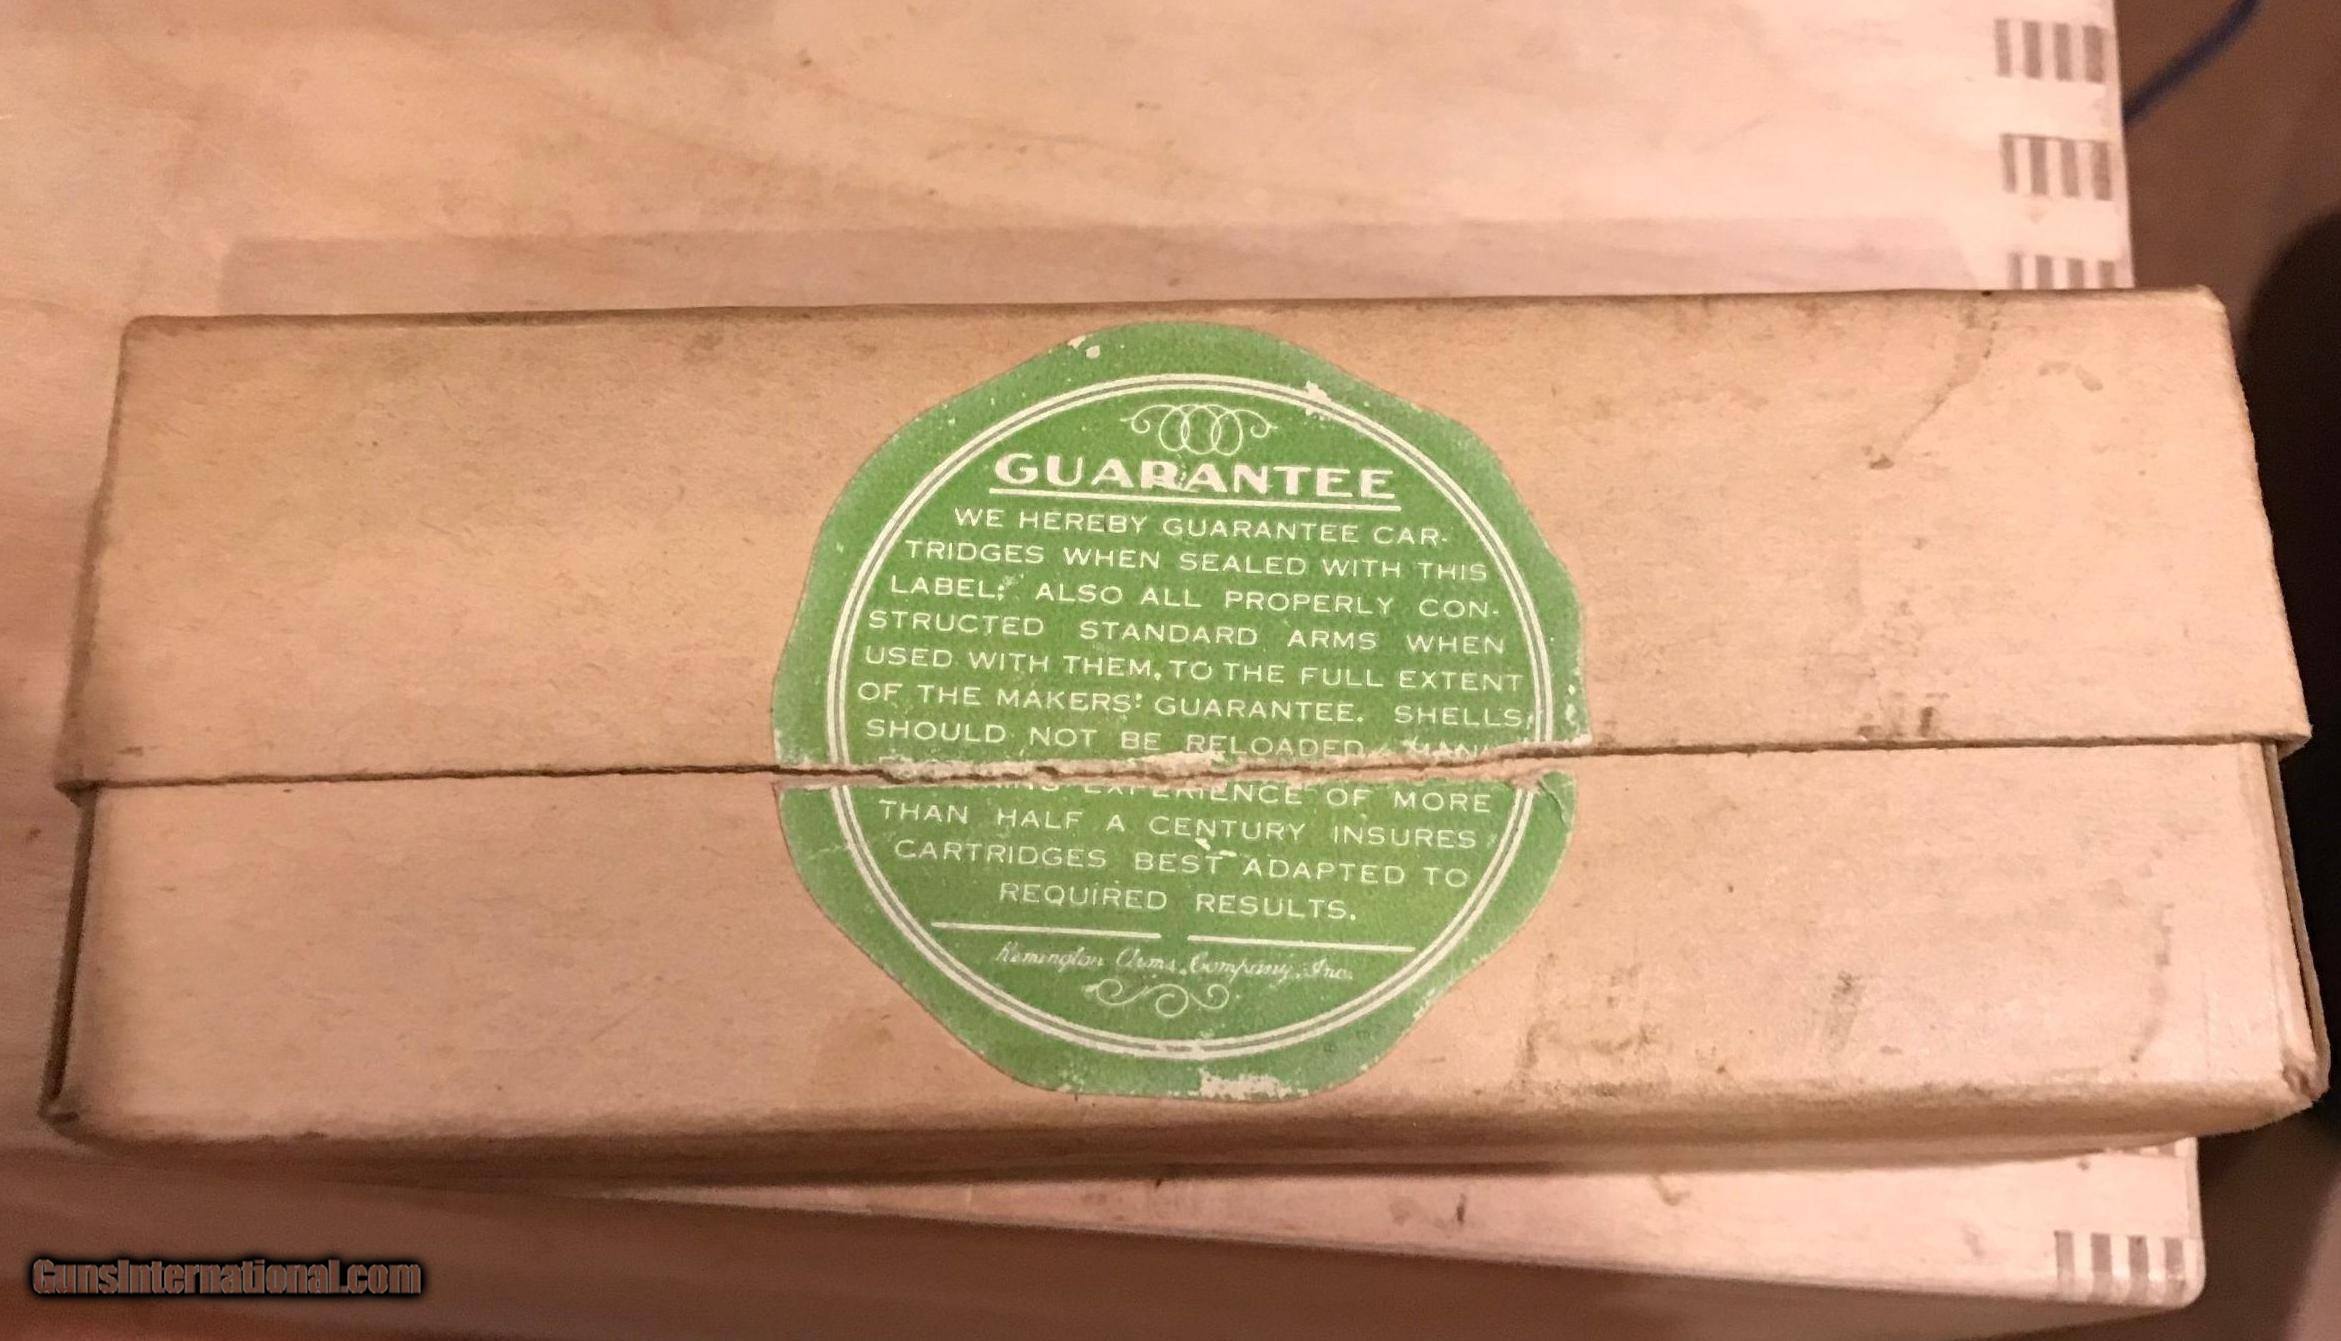 GUARANTEE
WE HEREBY GUARANTEE CAR-
TRIDGES WHEN SEALED WITH THIS
LABEL; ALSO ALL PROPERLY CON-
STRUCTED STANDARD ARMS WHEN
USED WITH THEM, TO THE FULL EXTENT
OF THE MAKERS' GUARANTEE. SHELLS
SHOULD NOT BE RELOADED.
EXPERIENCE OF MORE
THAN HALF A CENTURY INSURES
CARTRIDGES BEST ADAPTED TO
REQUIRED RESULTS.
Remington Arms Company, Inc.
GunsInternational.com